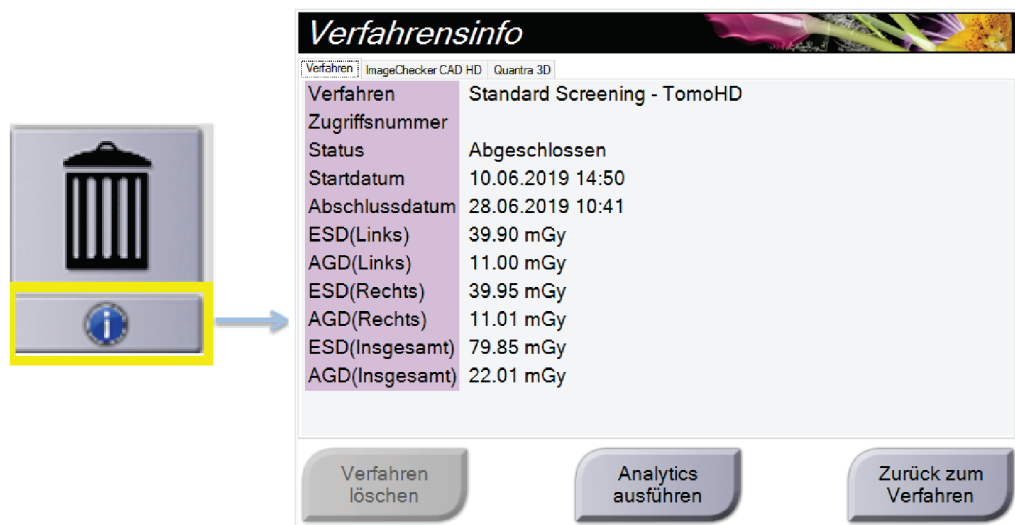 Verfahrensinfo
Verfahren ImageChecker CAD HD Quantra 3D
Verfahren Standard Screening - TomoHD
Zugriffsnummer
Status Abgeschlossen
Startdatum 10.06.2019 14:50
Abschlussdatum 28.06.2019 10:41
ESD(Links) 39.90 mGy
AGD(Links) 11.00 mGy
ESD(Rechts) 39.95 mGy
AGD(Rechts) 11.01 mGy
ESD(Insgesamt) 79.85 mGy
AGD(Insgesamt) 22.01 mGy
Verfahren
löschen
Analytics
ausführen
Zurück zum
Verfahren